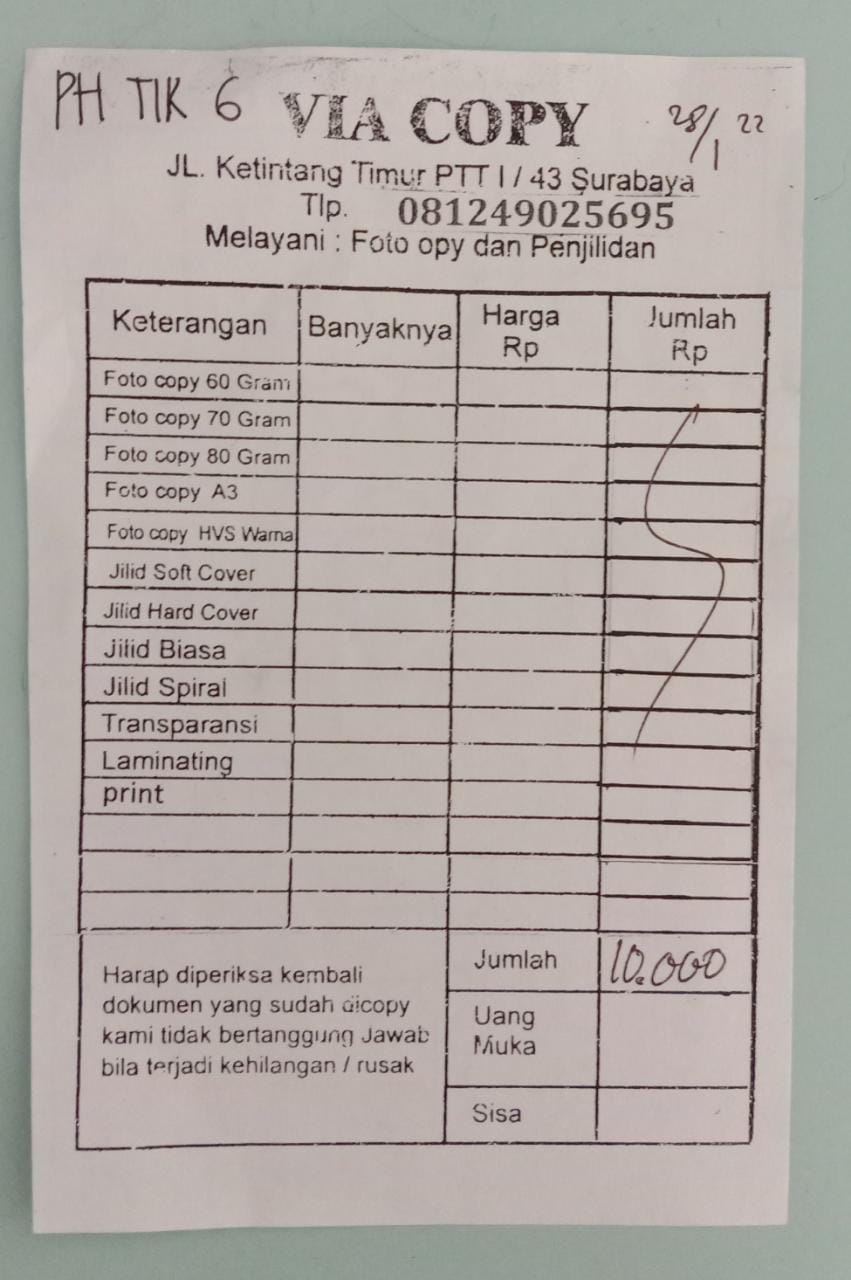 PH TIK 6
VIA COPY
28/1 22
JL. Ketintang Timur PTT I / 43 Surabaya
Tlp. 081249025695
Melayani : Foto opy dan Penjilidan
Keterangan Banyaknya Harga Rp Jumlah Rp
Foto copy 60 Gram
Foto copy 70 Gram
Foto copy 80 Gram
Foto copy A3
Foto copy HVS Warna
Jilid Soft Cover
Jilid Hard Cover
Jilid Biasa
Jilid Spiral
Transparansi
Laminating
print
Harap diperiksa kembali
dokumen yang sudah dicopy
kami tidak bertanggung Jawab
bila terjadi kehilangan / rusak
Jumlah 10.000
Uang
Muka
Sisa